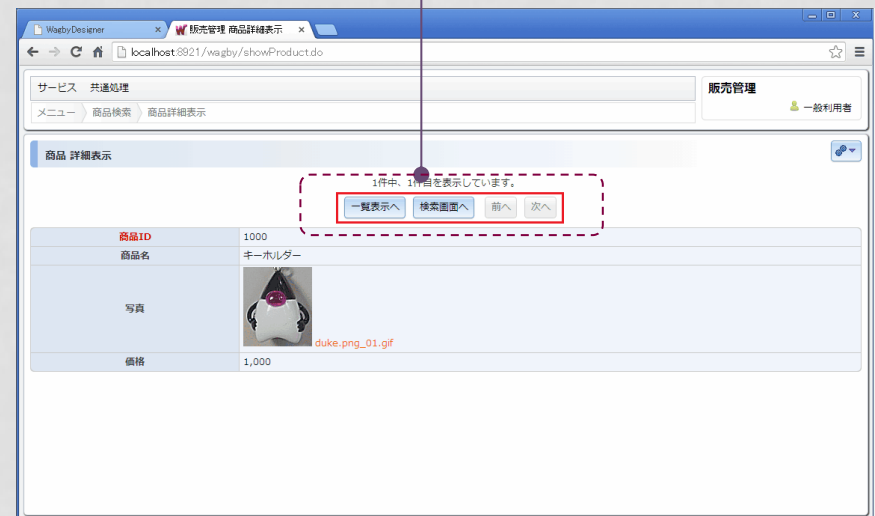 WagbyDesigner
販売管理 商品詳細表示
localhost:8921/wagby/showProduct.do
サービス 共通処理
販売管理
メニュー 商品検索 商品詳細表示
一般利用者
商品 詳細表示
1件中、1件目を表示しています。
一覧表示へ 検索画面へ 前へ 次へ
商品ID 1000
商品名 キーホルダー
写真 duke.png_01.gif
価格 1,000